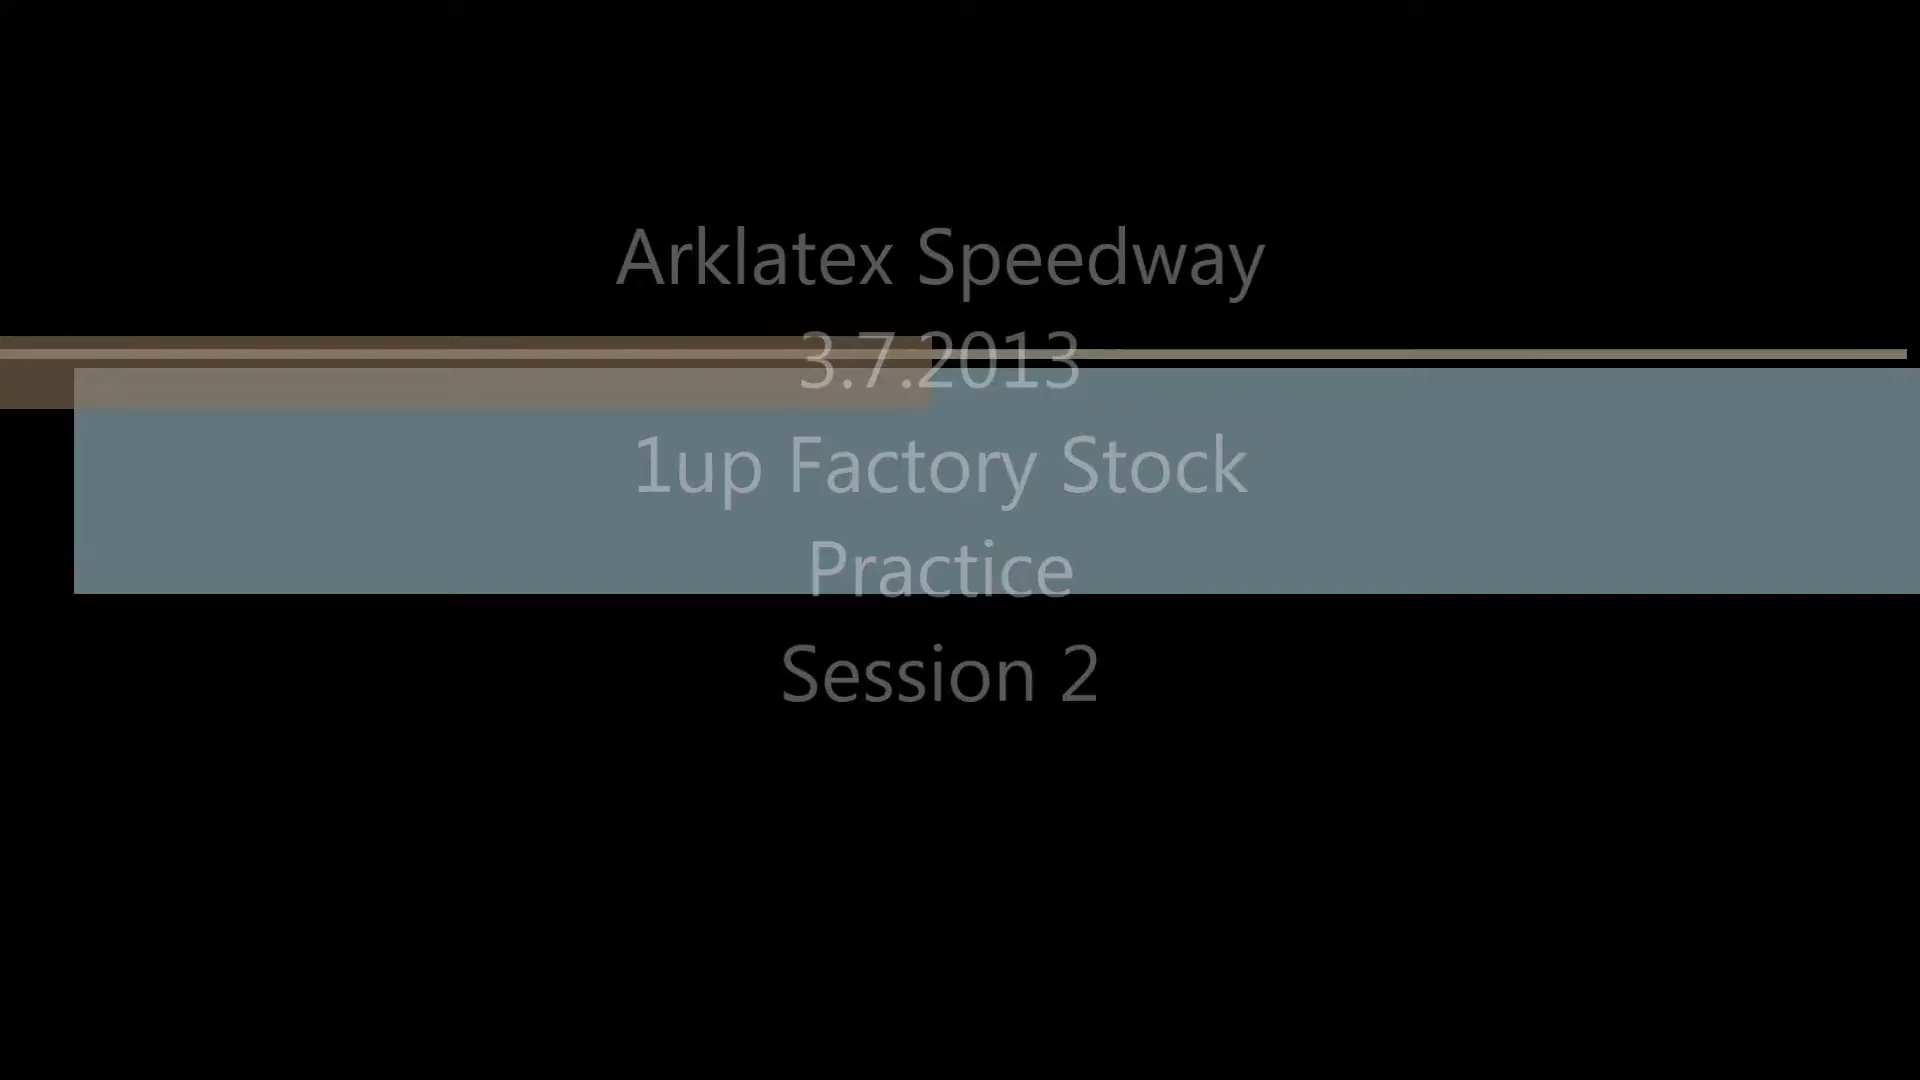 Arklatex Speedway
3.7.2013
1up Factory Stock
Practice
Session 2